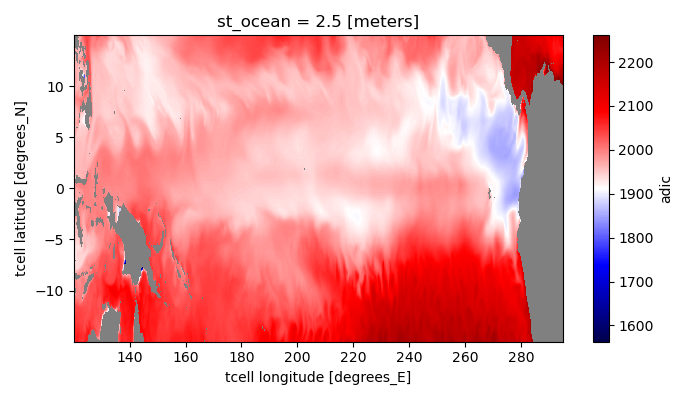 st_ocean = 2.5 [meters]
10
5
0
−5
−10
tcell latitude [degrees_N]
140 160 180 200 220 240 260 280
tcell longitude [degrees_E]
2200
2100
2000
1900
1800
1700
1600
adic